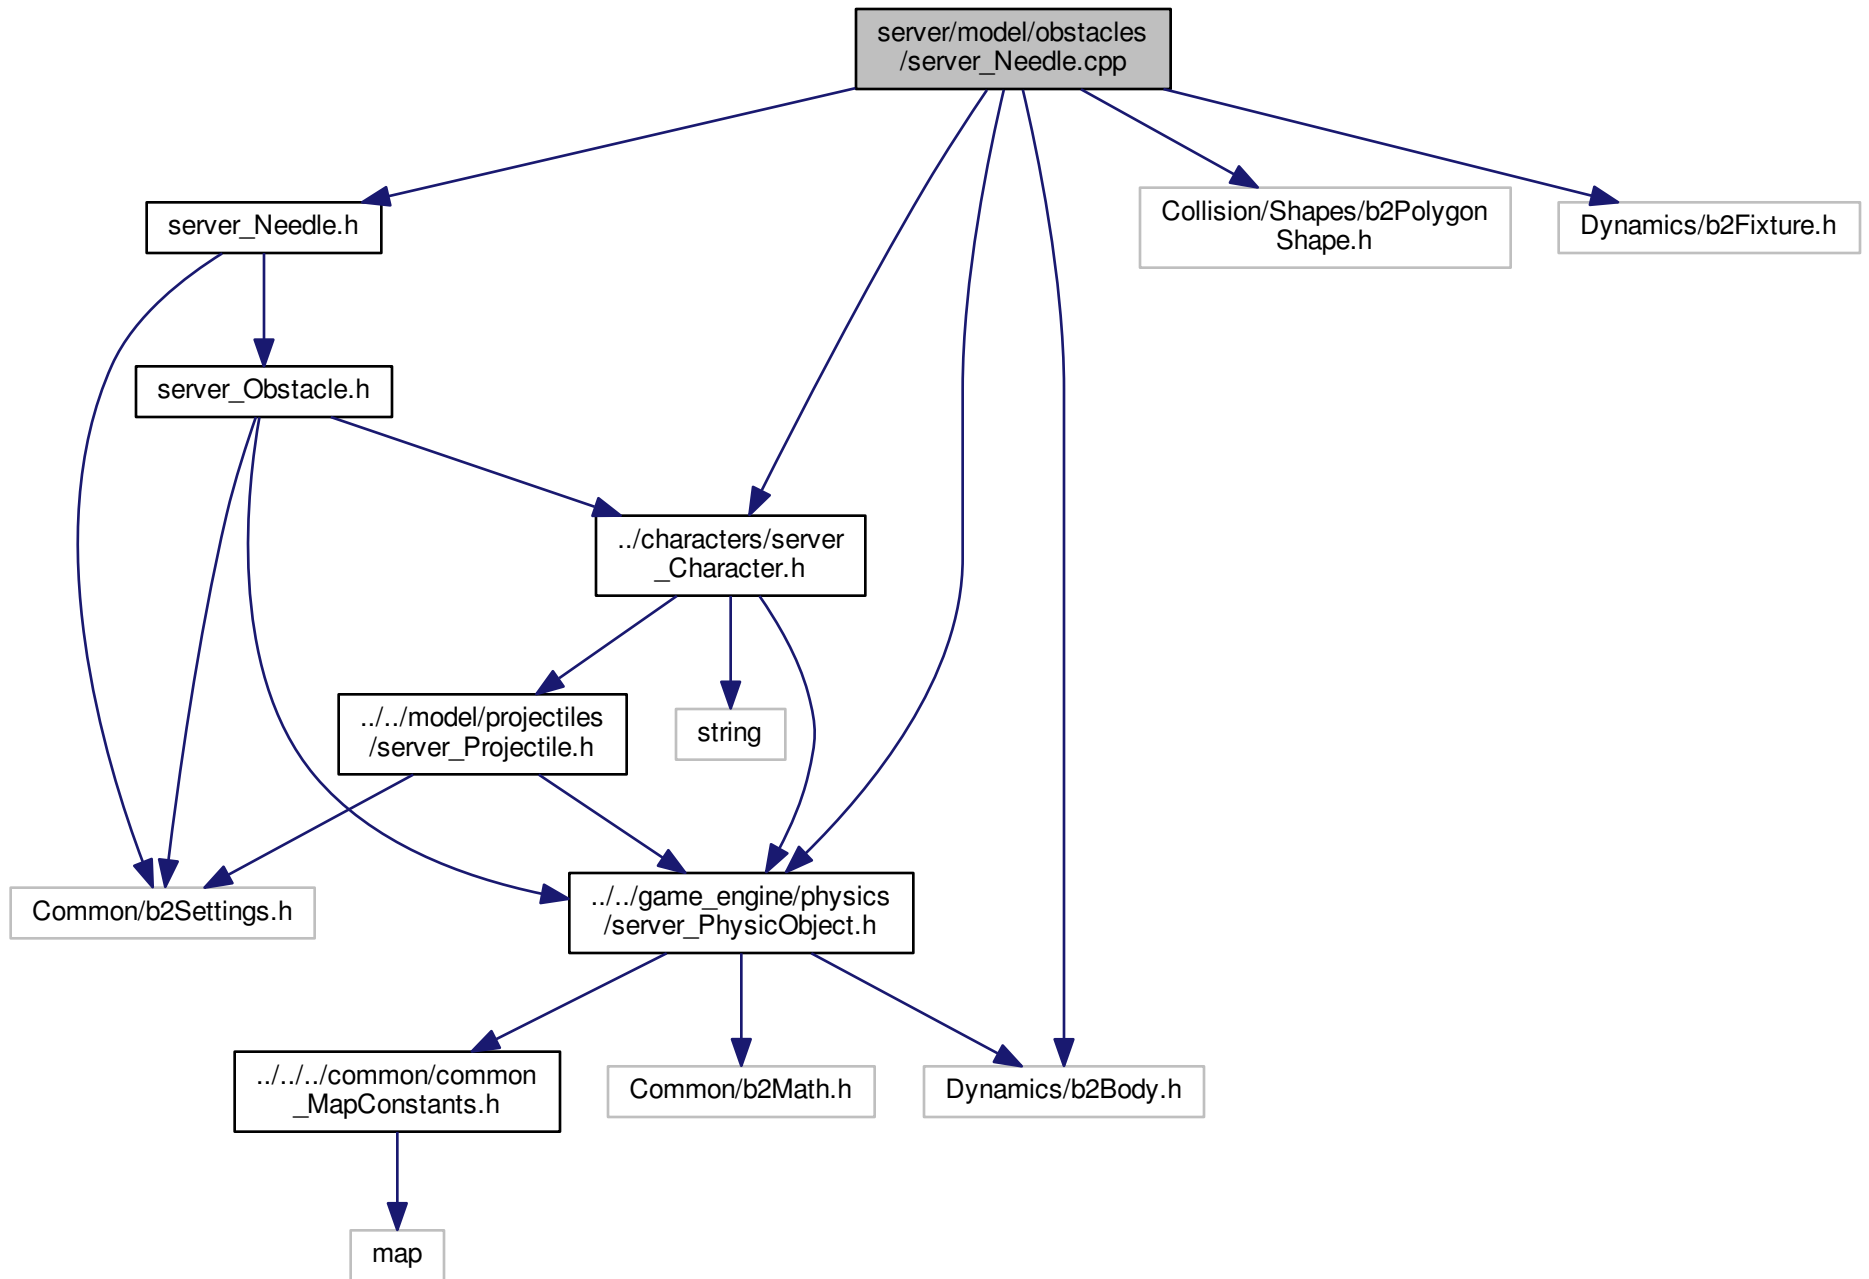 server/model/obstacles
/server_Needle.cpp
server_Needle.h
Collision/Shapes/b2Polygon
Shape.h
Dynamics/b2Fixture.h
server_Obstacle.h
../characters/server
_Character.h
../../model/projectiles
/server_Projectile.h
string
Common/b2Settings.h
../../game_engine/physics
/server_PhysicObject.h
../../../common/common
_MapConstants.h
Common/b2Math.h
Dynamics/b2Body.h
map